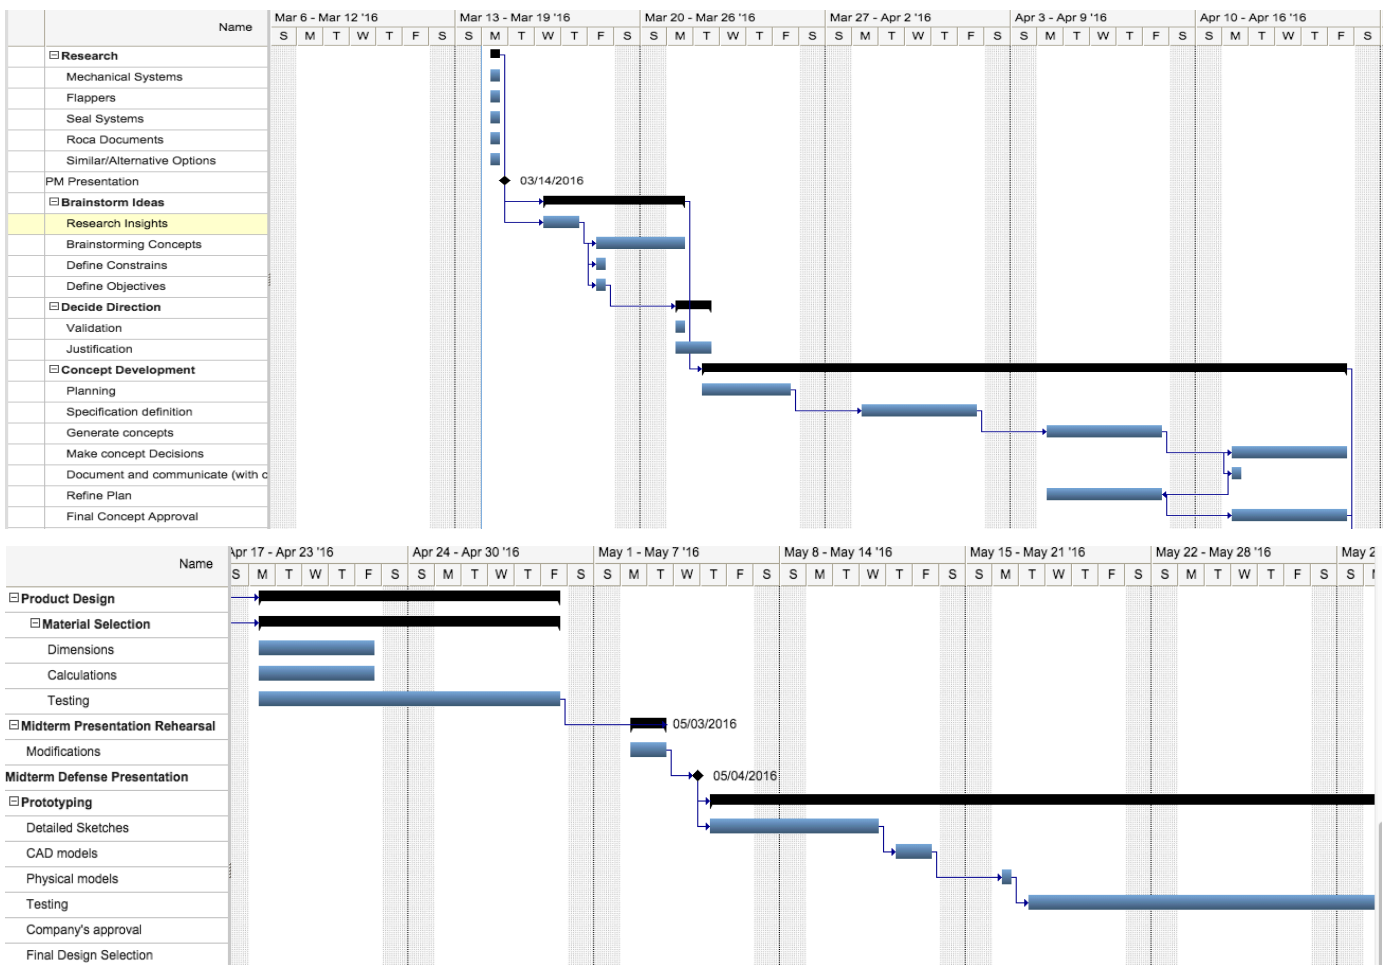 Name
Mar 6 - Mar 12 '16 Mar 13 - Mar 19 '16 Mar 20 - Mar 26 '16 Mar 27 - Apr 2 '16 Apr 3 - Apr 9 '16 Apr 10 - Apr 16 '16
S M T W T F S S M T W T F S S M T W T F S S M T W T F S S M T W T F S S M T W T F S
Research
Mechanical Systems
Flappers
Seal Systems
Roca Documents
Similar/Alternative Options
PM Presentation 03/14/2016
Brainstorm Ideas
Research Insights
Brainstorming Concepts
Define Constrains
Define Objectives
Decide Direction
Validation
Justification
Concept Development
Planning
Specification definition
Generate concepts
Make concept Decisions
Document and communicate (with c
Refine Plan
Final Concept Approval
Name
Apr 17 - Apr 23 '16 Apr 24 - Apr 30 '16 May 1 - May 7 '16 May 8 - May 14 '16 May 15 - May 21 '16 May 22 - May 28 '16 May 2
S M T W T F S S M T W T F S S M T W T F S S M T W T F S S M T W T F S S M T W T F S S
Product Design
Material Selection
Dimensions
Calculations
Testing
Midterm Presentation Rehearsal 05/03/2016
Modifications
Midterm Defense Presentation 05/04/2016
Prototyping
Detailed Sketches
CAD models
Physical models
Testing
Company's approval
Final Design Selection